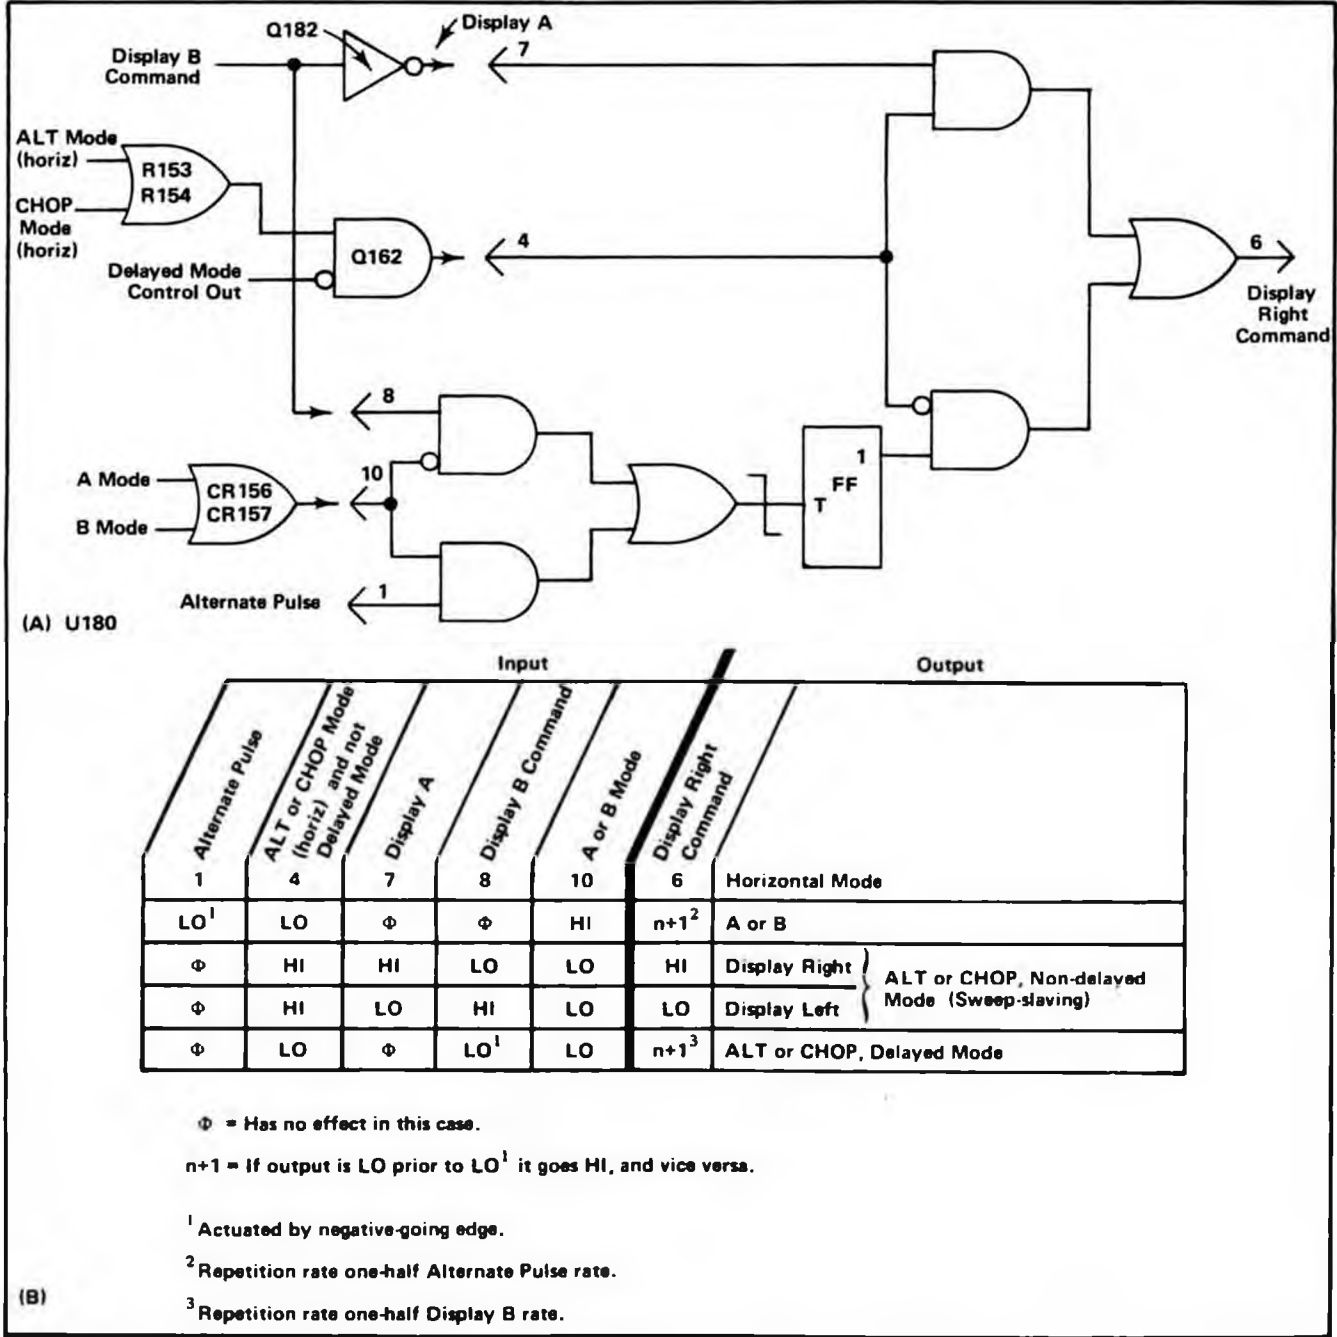 Q182
Display A
Display B
Command
7
ALT Mode
(horiz)
R153
R154
CHOP
Mode
(horiz)
Q162
4
6
Delayed Mode
Control Out
Display
Right
Command
8
A Mode
CR156
CR157
10
B Mode
1
FF
T
Alternate Pulse
1
(A) U180
Input
Output
Alternate Pulse
ALT or CHOP Mode
(horiz) and not
Delayed Mode
Display A
Display B Command
A or B Mode
Display Right
Command
1 4 7 8 10 6 Horizontal Mode
LO¹ LO Φ Φ HI n+1² A or B
Φ HI HI LO LO HI Display Right
ALT or CHOP, Non-delayed
Mode (Sweep-slaving)
Φ HI LO HI LO LO Display Left
Φ LO Φ LO¹ LO n+1³ ALT or CHOP, Delayed Mode
Φ = Has no effect in this case.
n+1 = If output is LO prior to LO¹ it goes HI, and vice versa.
¹ Actuated by negative-going edge.
² Repetition rate one-half Alternate Pulse rate.
(B)
³ Repetition rate one-half Display B rate.